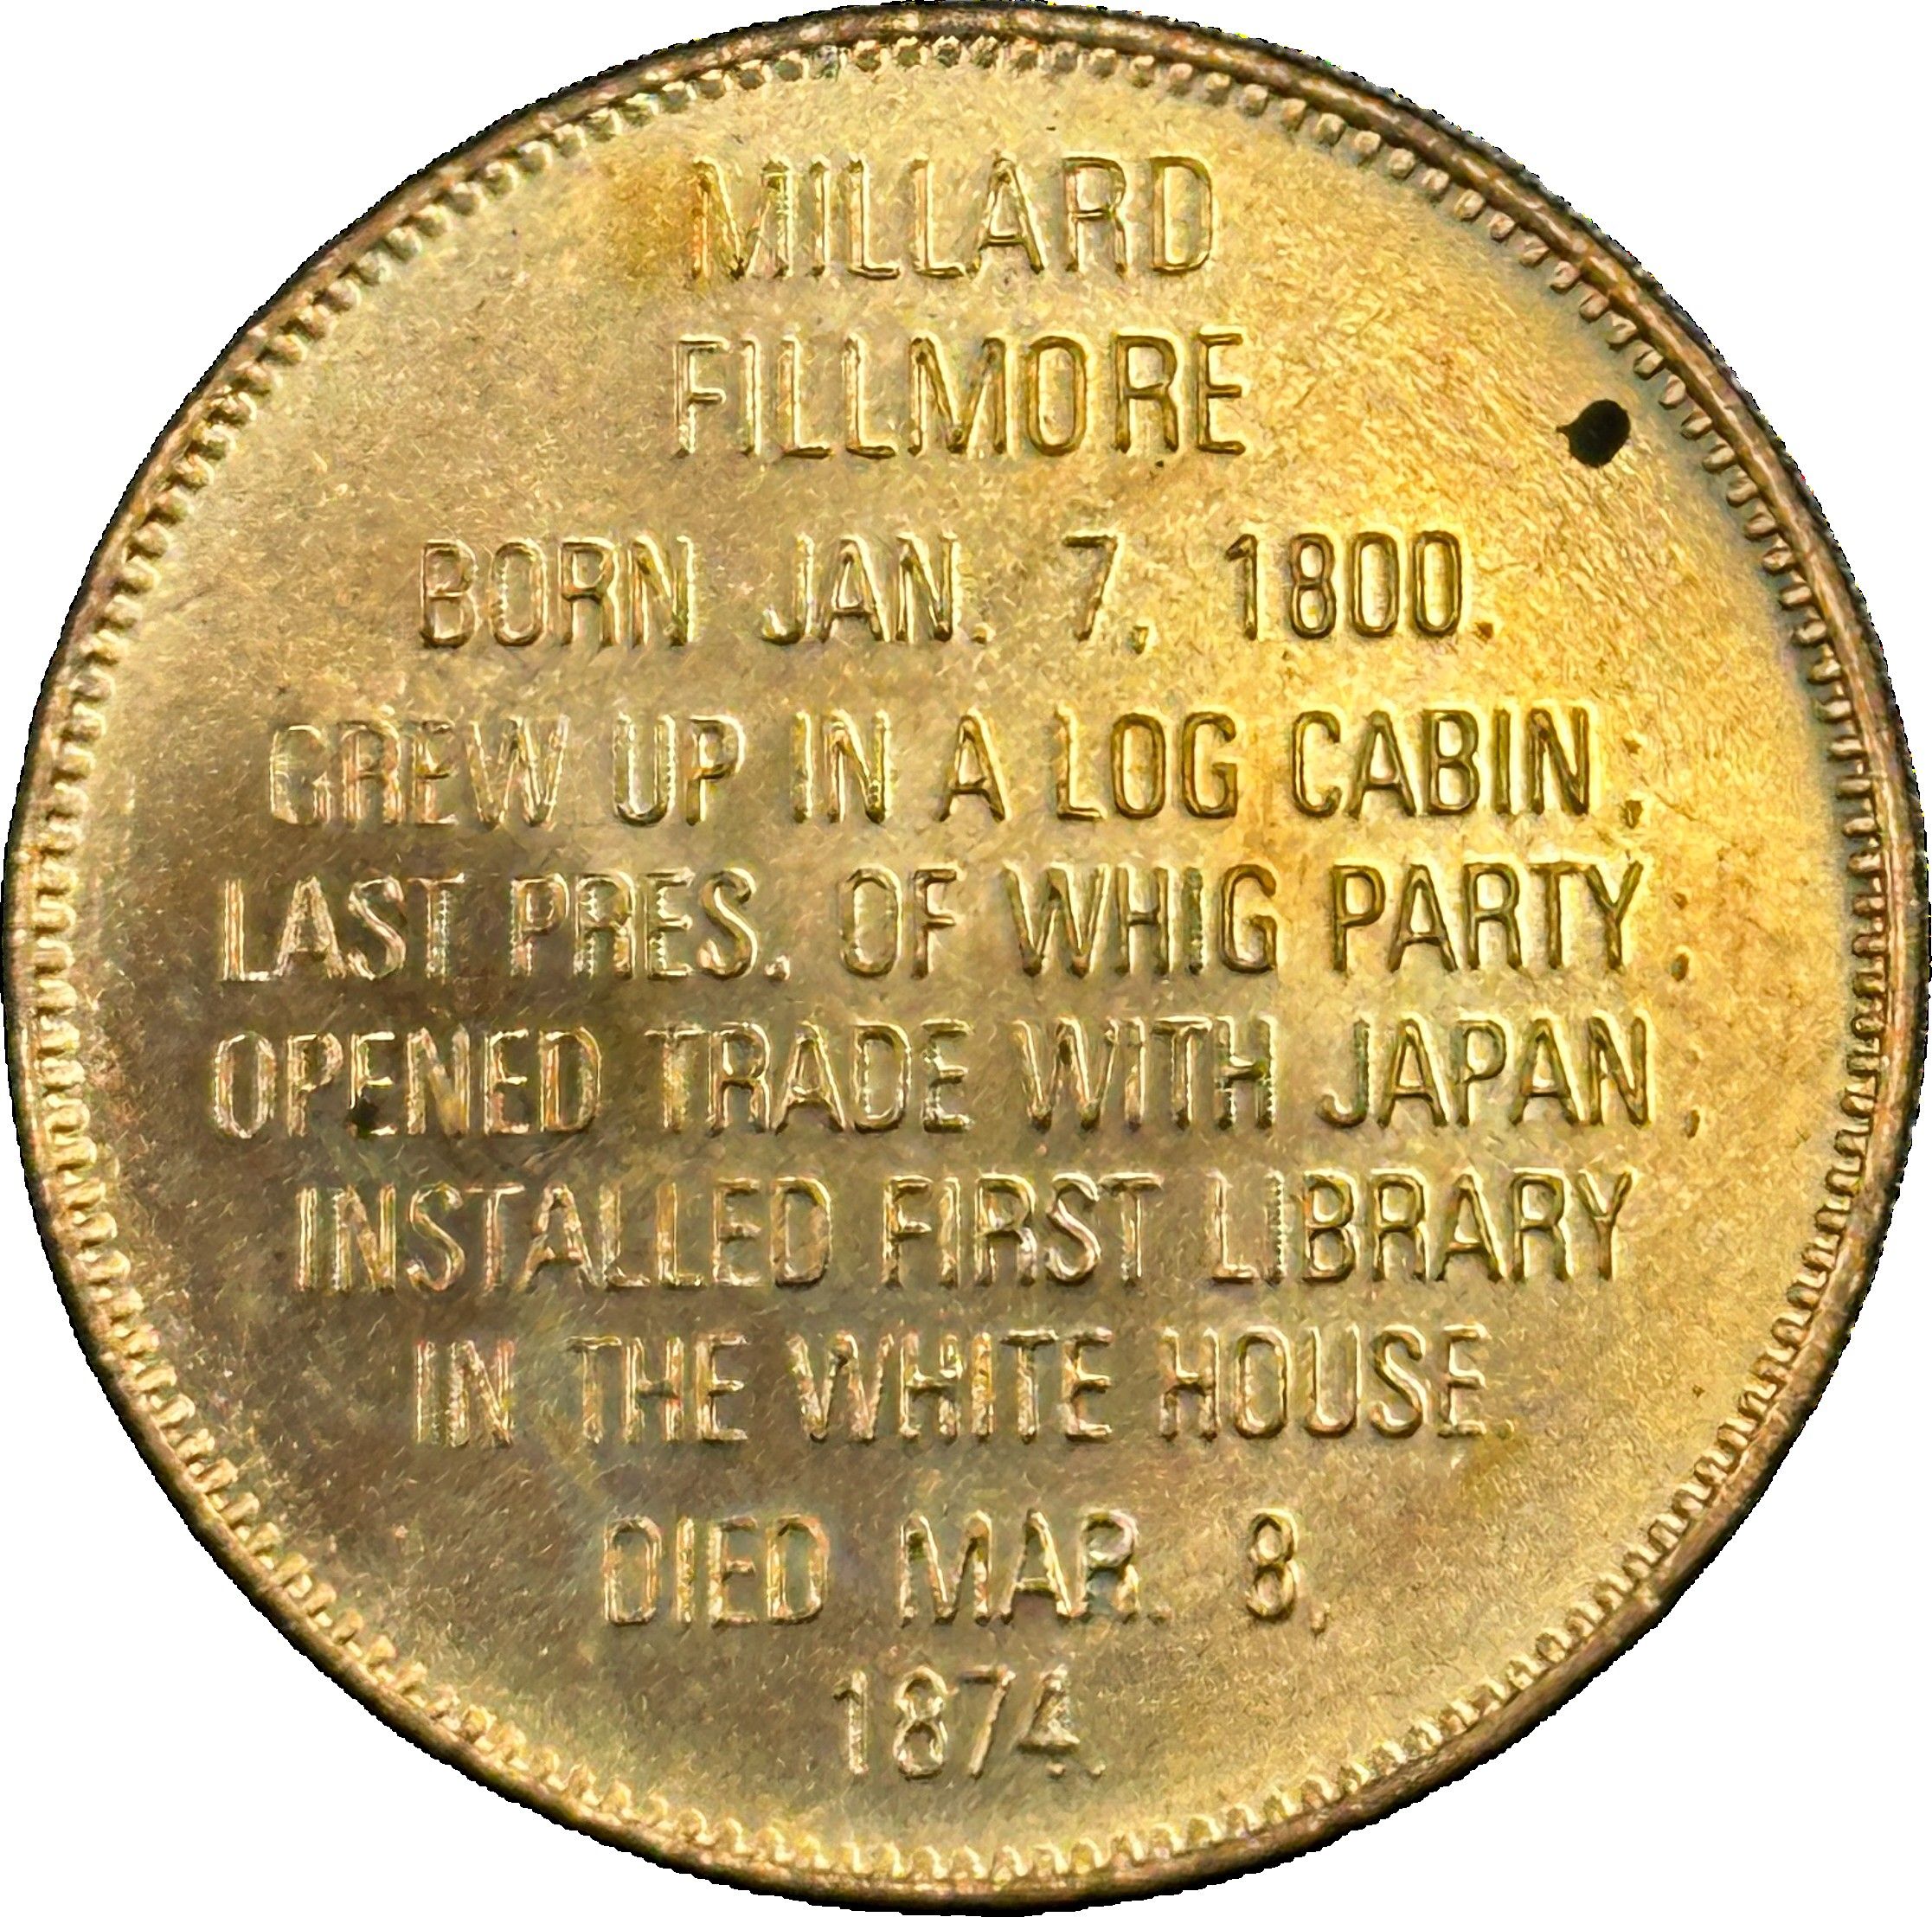 MILLARD
FILLMORE
BORN JAN. 7, 1800.
GREW UP IN A LOG CABIN;
LAST PRES. OF WHIG PARTY;
OPENED TRADE WITH JAPAN;
INSTALLED FIRST LIBRARY
IN THE WHITE HOUSE.
DIED MAR. 8,
1874.